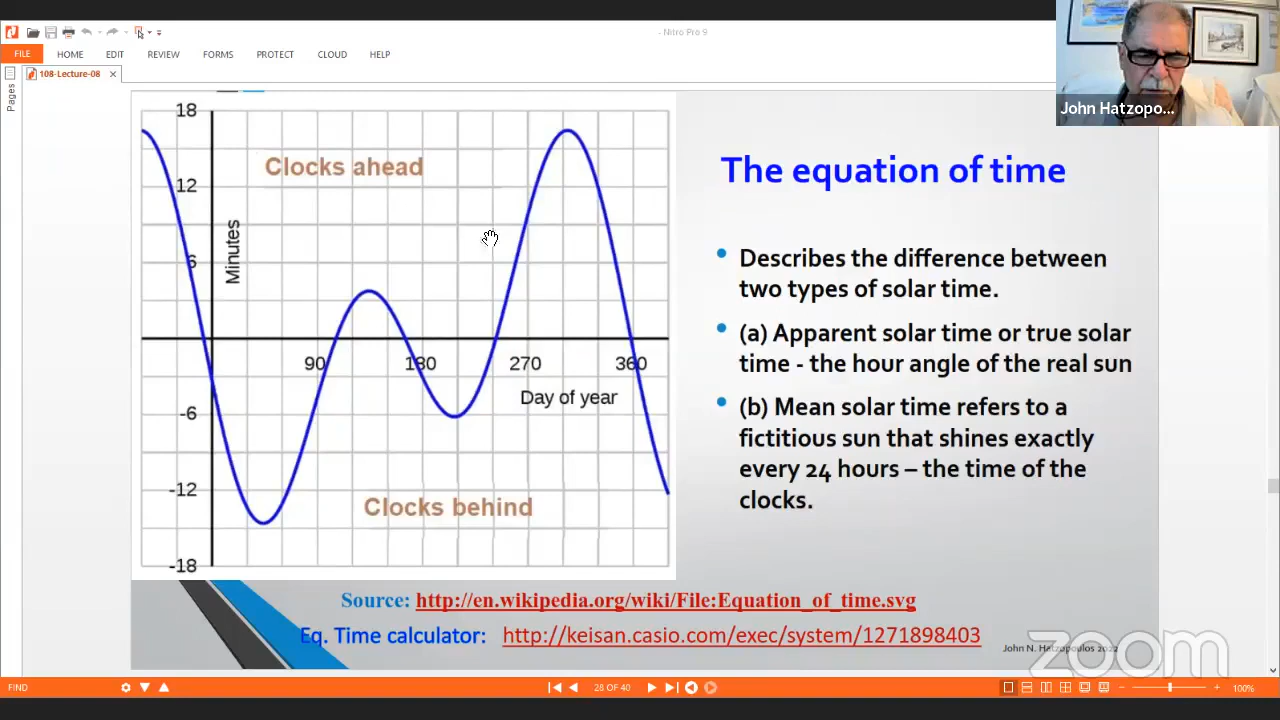 - Nitro Pro 9
FILE HOME EDIT REVIEW FORMS PROTECT CLOUD HELP
108-Lecture-08
Pages
John Hatzopo...
18
12
6
-6
-12
-18
Minutes
Clocks ahead
90 180 270 360
Day of year
Clocks behind
The equation of time
• Describes the difference between
two types of solar time.
• (a) Apparent solar time or true solar
time - the hour angle of the real sun
• (b) Mean solar time refers to a
fictitious sun that shines exactly
every 24 hours – the time of the
clocks.
Source: http://en.wikipedia.org/wiki/File:Equation_of_time.svg
Eq. Time calculator: http://keisan.casio.com/exec/system/1271898403
John N. Hatzopoulos 2022
zoom
FIND
28 OF 40
100%